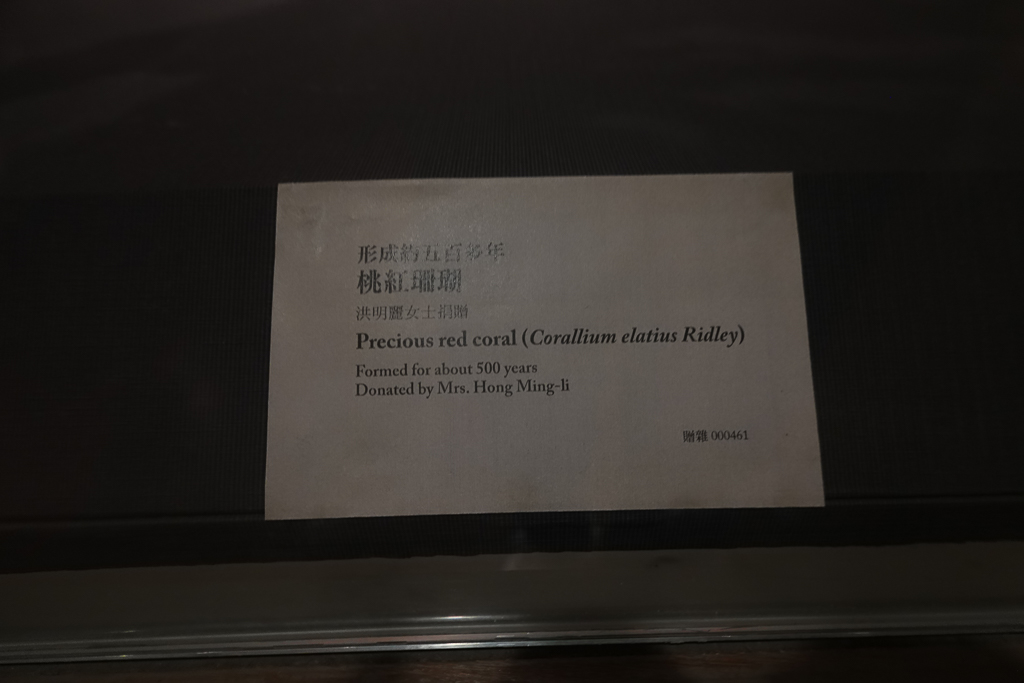 形成約五百多年
桃紅珊瑚
洪明麗女士捐贈
Precious red coral (Corallium elatius Ridley)
Formed for about 500 years
Donated by Mrs. Hong Ming-li
贈雜 000461